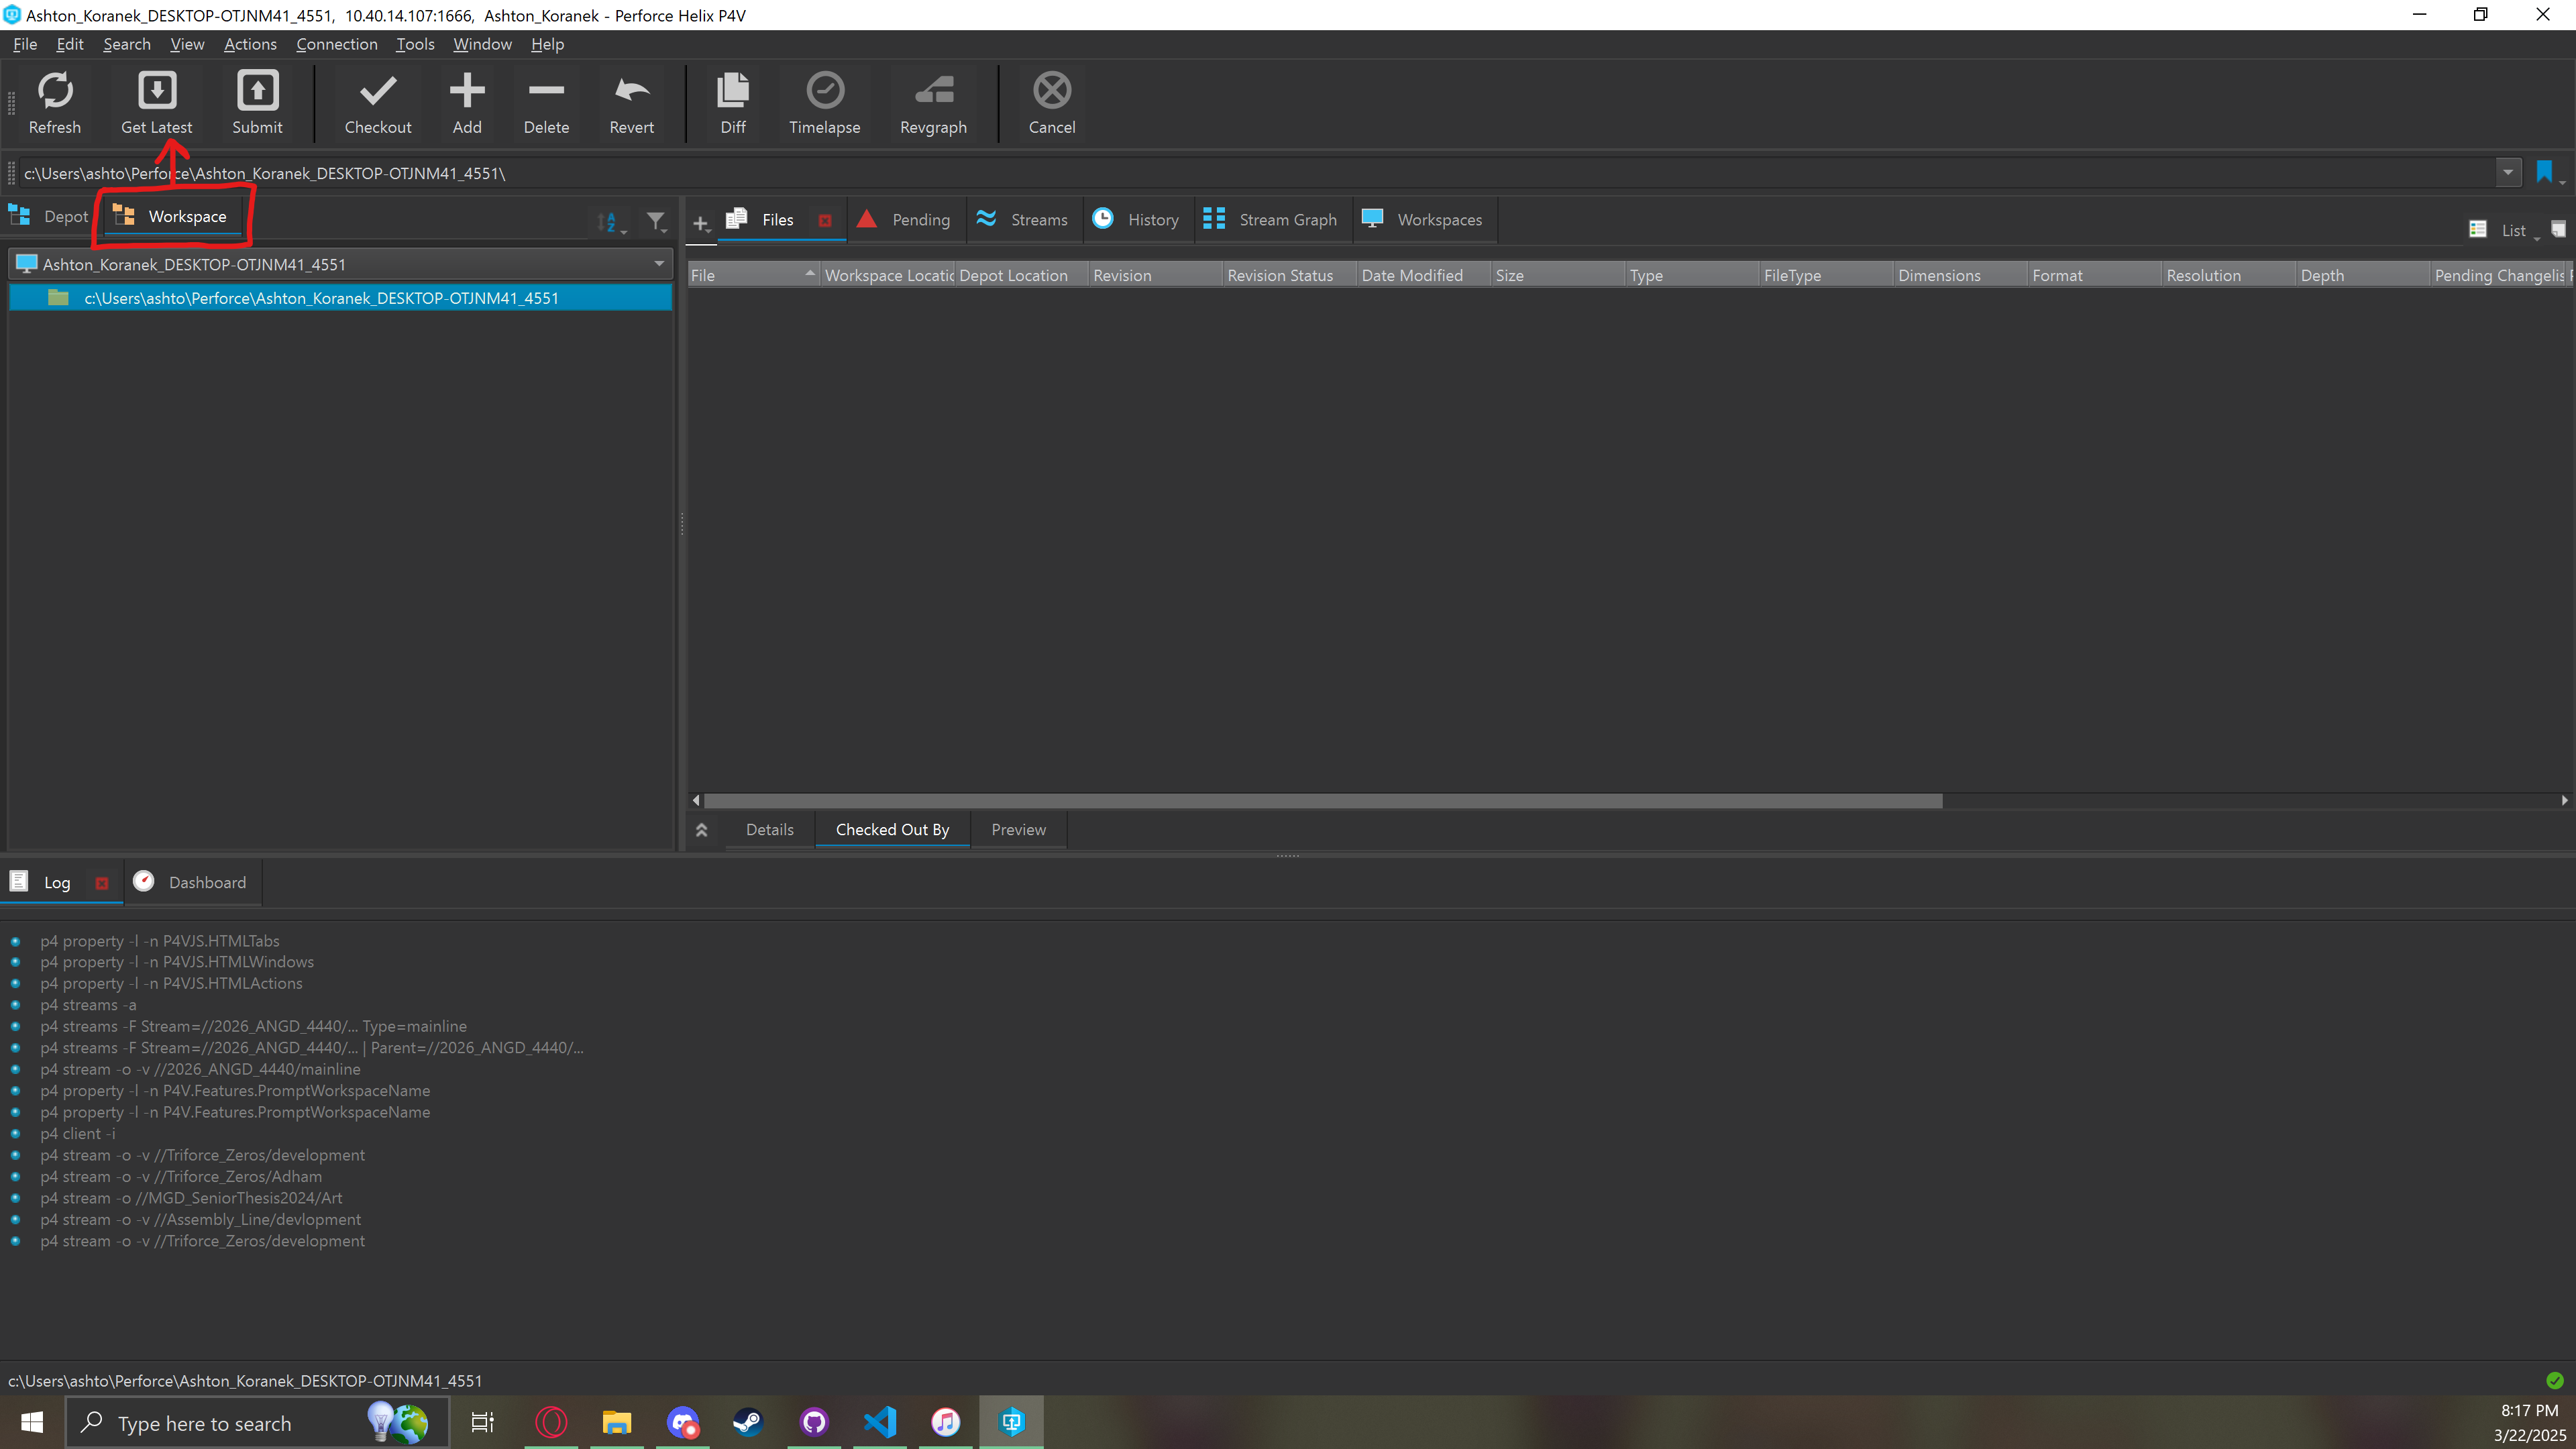 Ashton_Koranek_DESKTOP-OTJNM41_4551, 10.40.14.107:1666, Ashton_Koranek - Perforce Helix P4V
File Edit Search View Actions Connection Tools Window Help
Refresh Get Latest Submit Checkout Add Delete Revert Diff Timelapse Revgraph Cancel
c:\Users\ashto\Perforce\Ashton_Koranek_DESKTOP-OTJNM41_4551\
Depot Workspace
Files Pending Streams History Stream Graph Workspaces
List
Ashton_Koranek_DESKTOP-OTJNM41_4551
c:\Users\ashto\Perforce\Ashton_Koranek_DESKTOP-OTJNM41_4551
File Workspace Locatic Depot Location Revision Revision Status Date Modified Size Type FileType Dimensions Format Resolution Depth Pending Changelis
Details Checked Out By Preview
Log Dashboard
p4 property -l -n P4VJS.HTMLTabs
p4 property -l -n P4VJS.HTMLWindows
p4 property -l -n P4VJS.HTMLActions
p4 streams -a
p4 streams -F Stream=//2026_ANGD_4440/... Type=mainline
p4 streams -F Stream=//2026_ANGD_4440/... | Parent=//2026_ANGD_4440/...
p4 stream -o -v //2026_ANGD_4440/mainline
p4 property -l -n P4V.Features.PromptWorkspaceName
p4 property -l -n P4V.Features.PromptWorkspaceName
p4 client -i
p4 stream -o -v //Triforce_Zeros/development
p4 stream -o -v //Triforce_Zeros/Adham
p4 stream -o //MGD_SeniorThesis2024/Art
p4 stream -o -v //Assembly_Line/devlopment
p4 stream -o -v //Triforce_Zeros/development
c:\Users\ashto\Perforce\Ashton_Koranek_DESKTOP-OTJNM41_4551
Type here to search
8:17 PM
3/22/2025